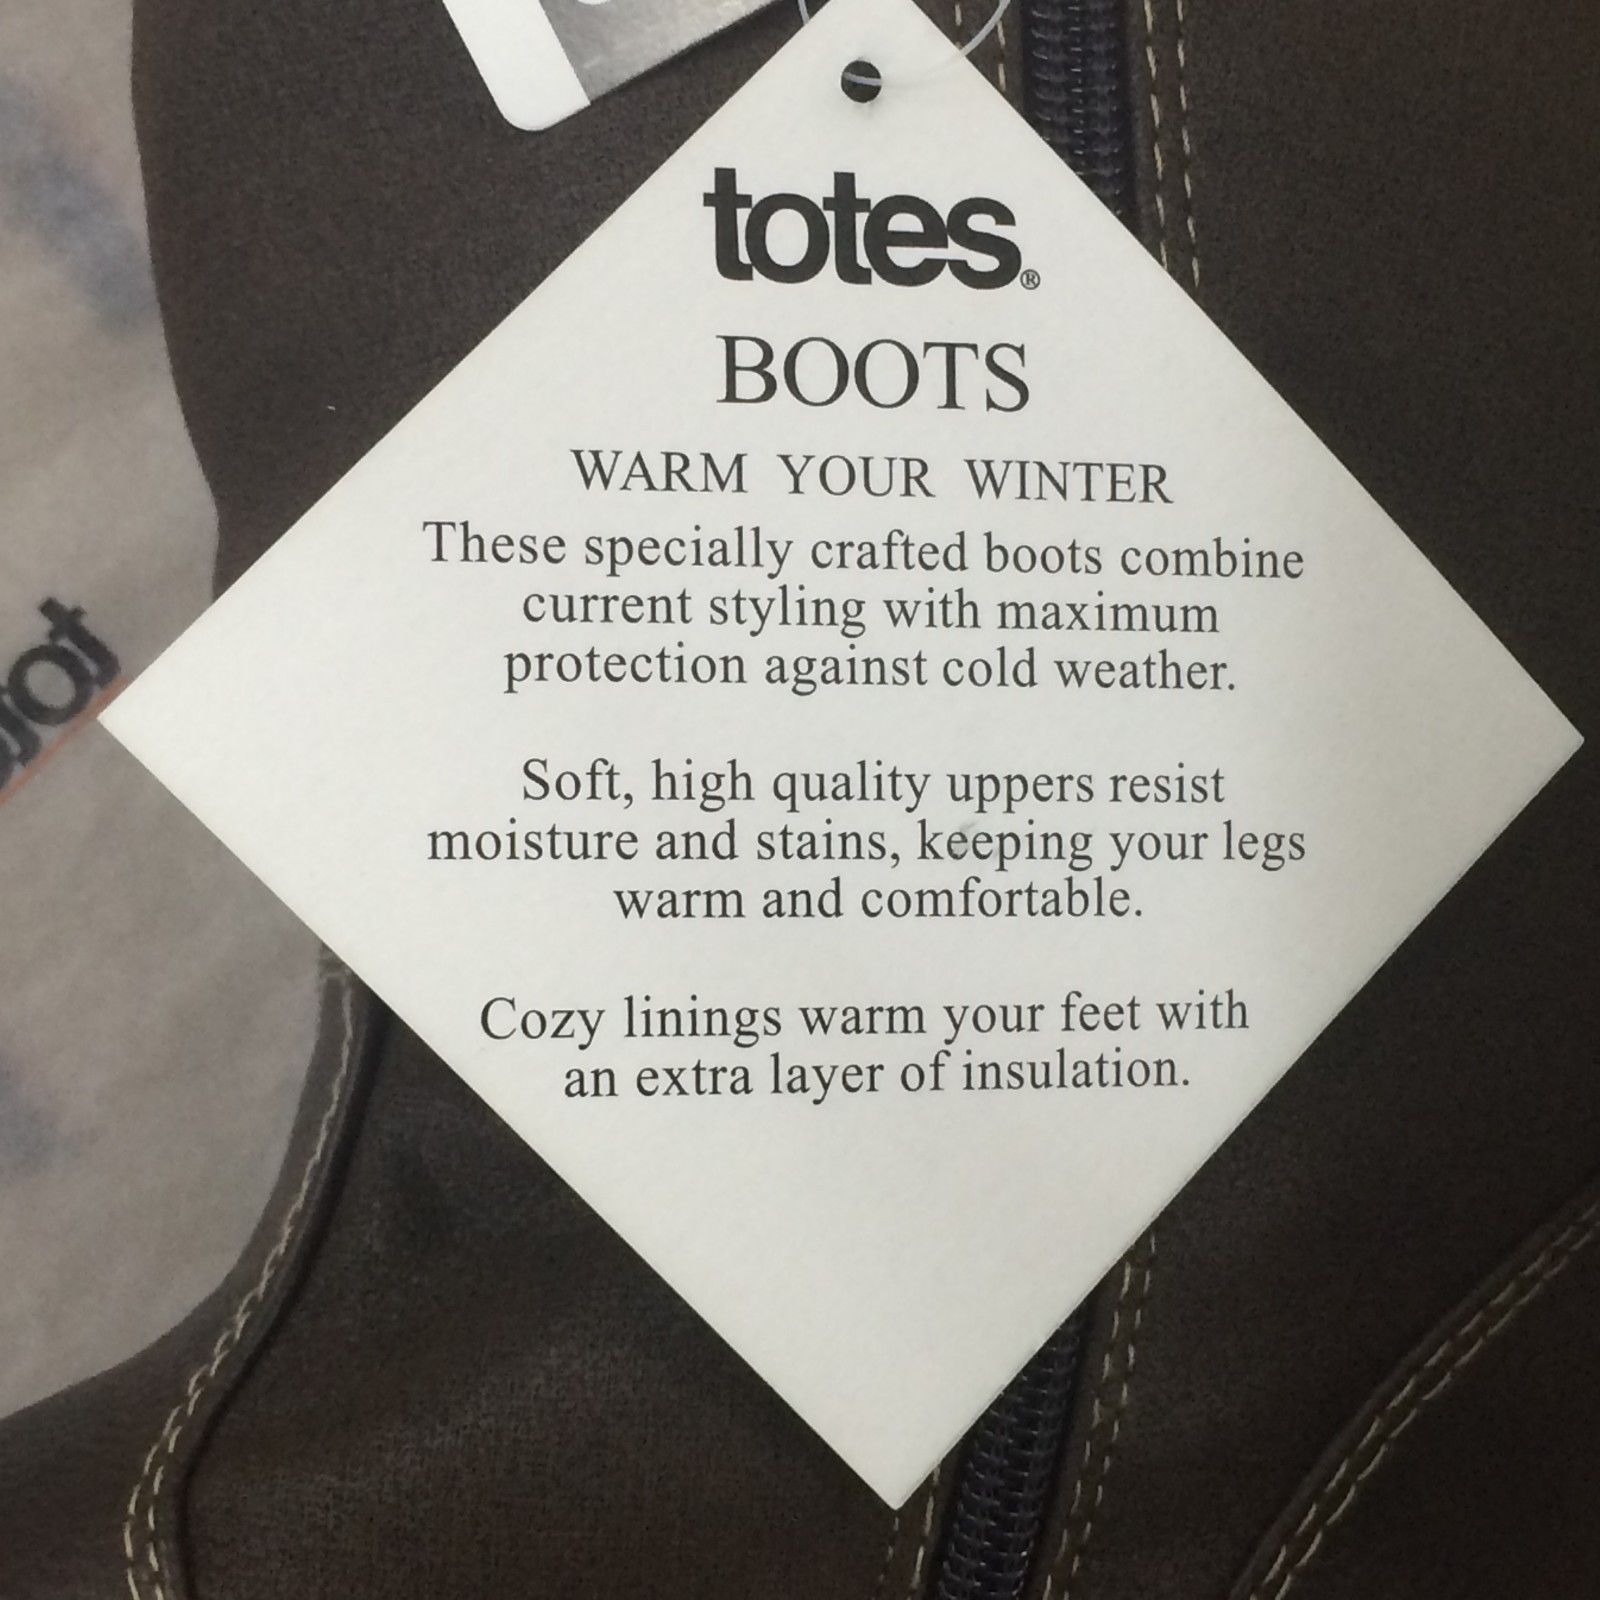 totes®
BOOTS
WARM YOUR WINTER
These specially crafted boots combine
current styling with maximum
protection against cold weather.
Soft, high quality uppers resist
moisture and stains, keeping your legs
warm and comfortable.
Cozy linings warm your feet with
an extra layer of insulation.